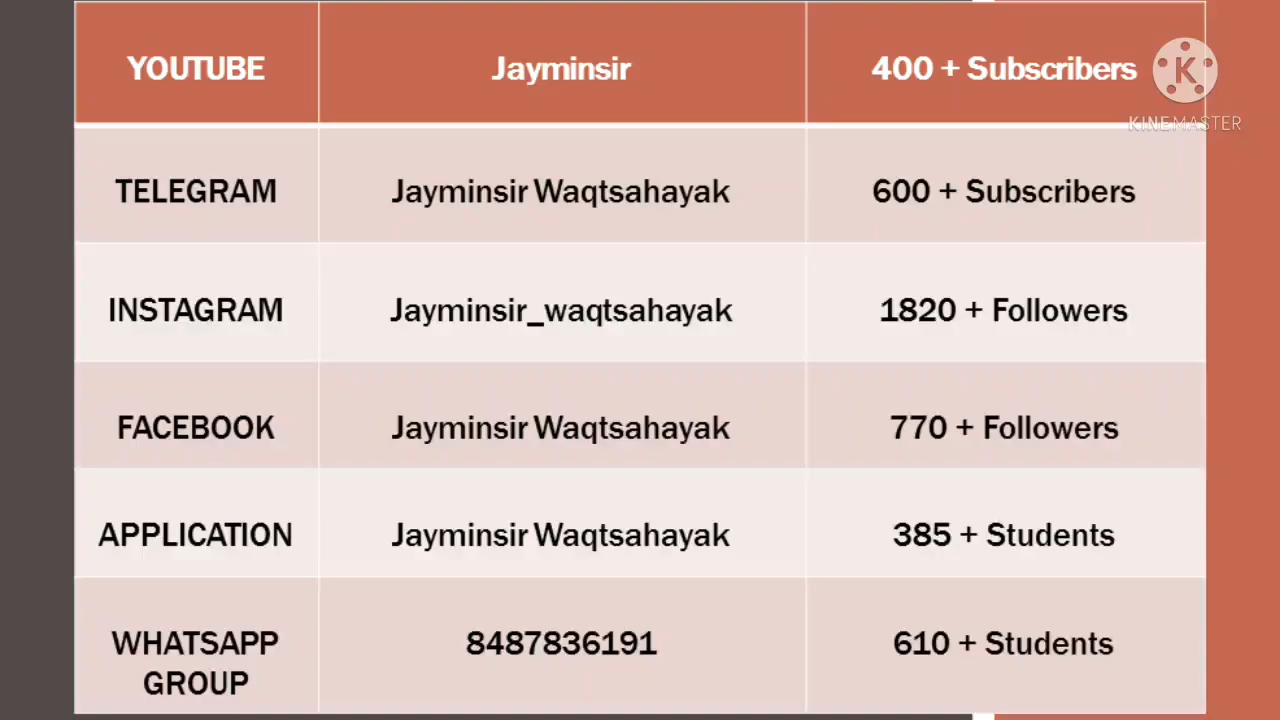 YOUTUBE Jayminsir 400 + Subscribers
K
KINEMASTER
TELEGRAM Jayminsir Waqtsahayak 600 + Subscribers
INSTAGRAM Jayminsir_waqtsahayak 1820 + Followers
FACEBOOK Jayminsir Waqtsahayak 770 + Followers
APPLICATION Jayminsir Waqtsahayak 385 + Students
WHATSAPP GROUP 8487836191 610 + Students